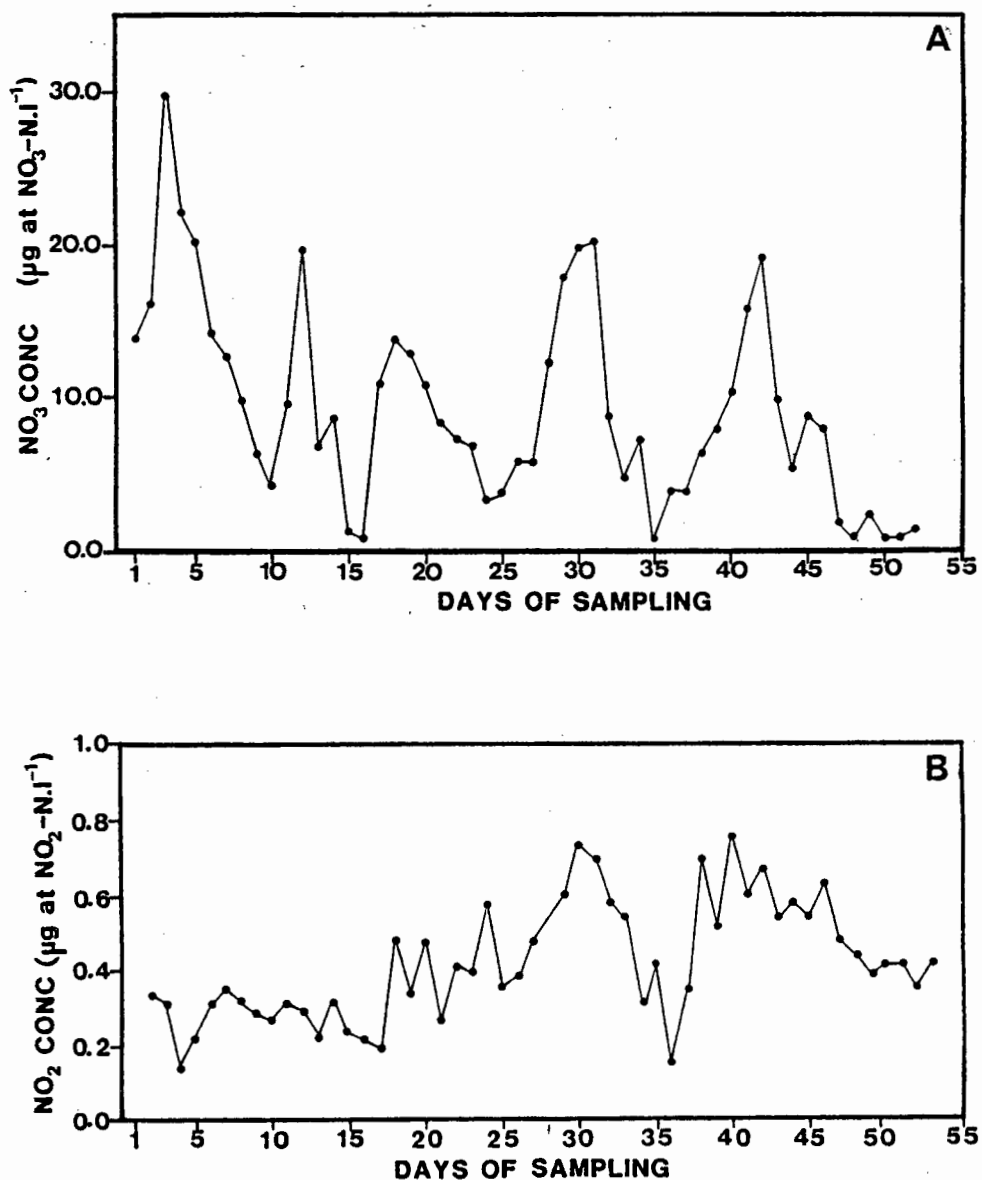 A
NO₃ CONC (µg at NO₃-N.l⁻¹)
30.0
20.0
10.0
0.0
1 5 10 15 20 25 30 35 40 45 50 55
DAYS OF SAMPLING
B
NO₂ CONC (µg at NO₂-N.l⁻¹)
1.0
0.8
0.6
0.4
0.2
0.0
1 5 10 15 20 25 30 35 40 45 50 55
DAYS OF SAMPLING